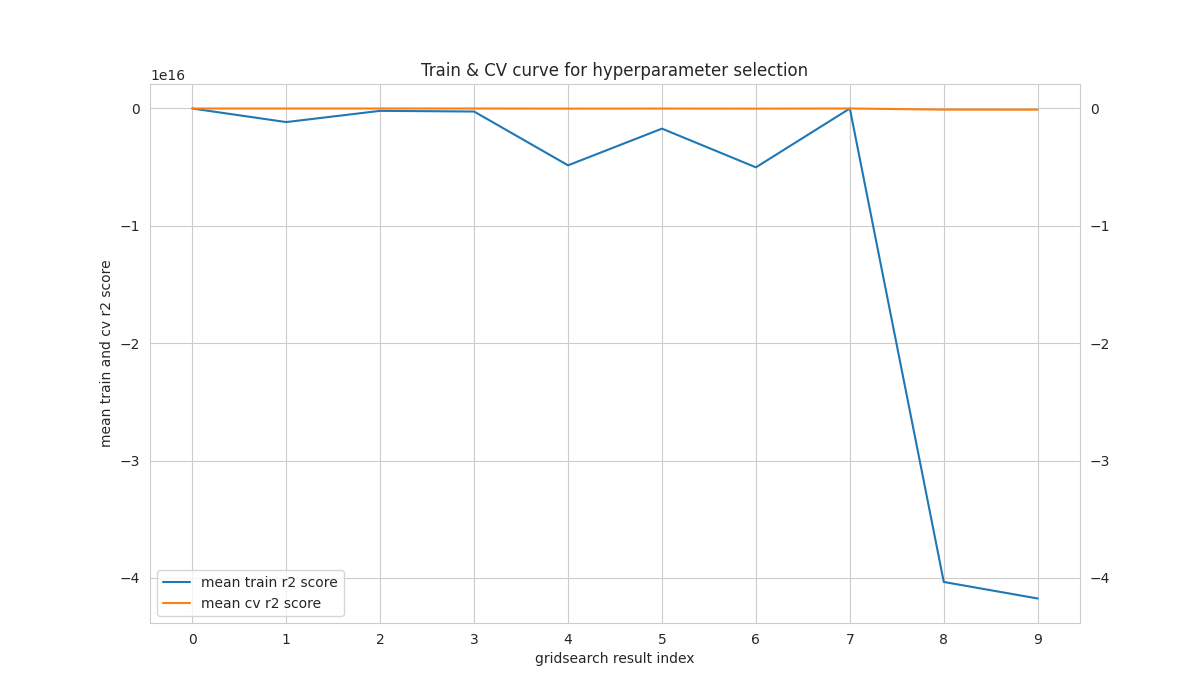 Train & CV curve for hyperparameter selection
1e16
0
−1
−2
−3
−4
mean train and cv r2 score
0
−1
−2
−3
−4
mean train r2 score
mean cv r2 score
0 1 2 3 4 5 6 7 8 9
gridsearch result index